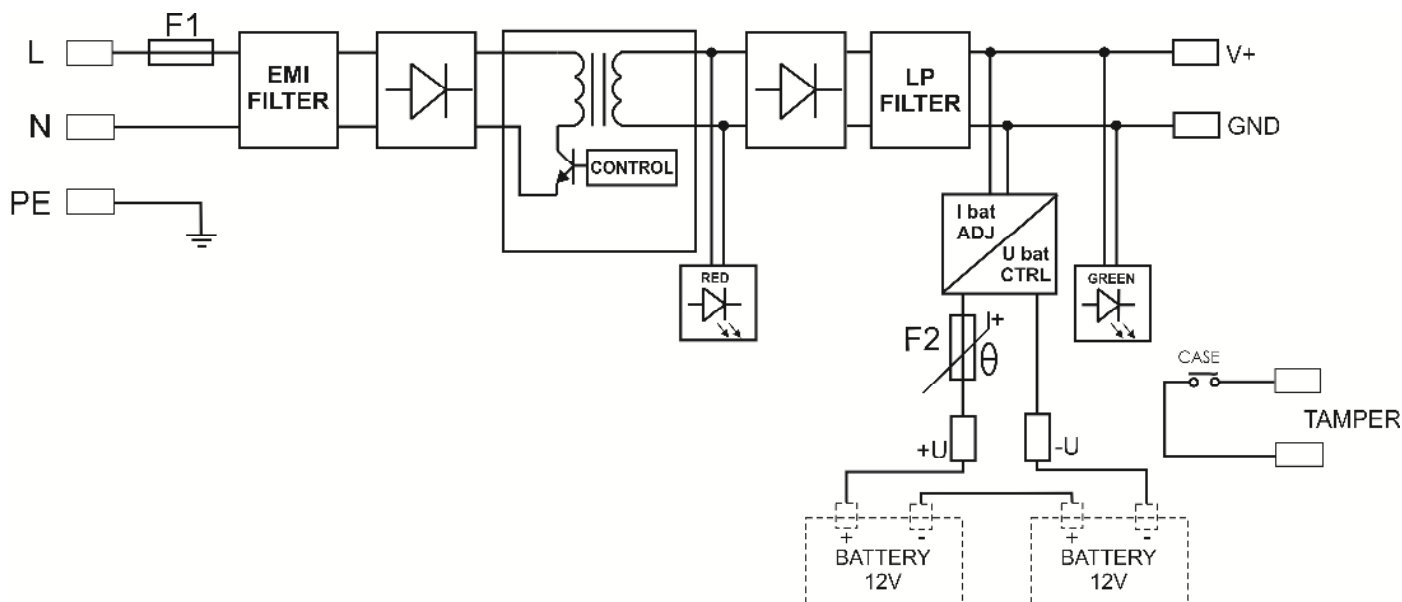 L
F1
EMI
FILTER
LP
FILTER
V+
N
CONTROL
GND
PE
I bat
ADJ
U bat
CTRL
RED
GREEN
F2
+
θ
CASE
TAMPER
+U
-U
+
-
+
-
BATTERY
12V
BATTERY
12V